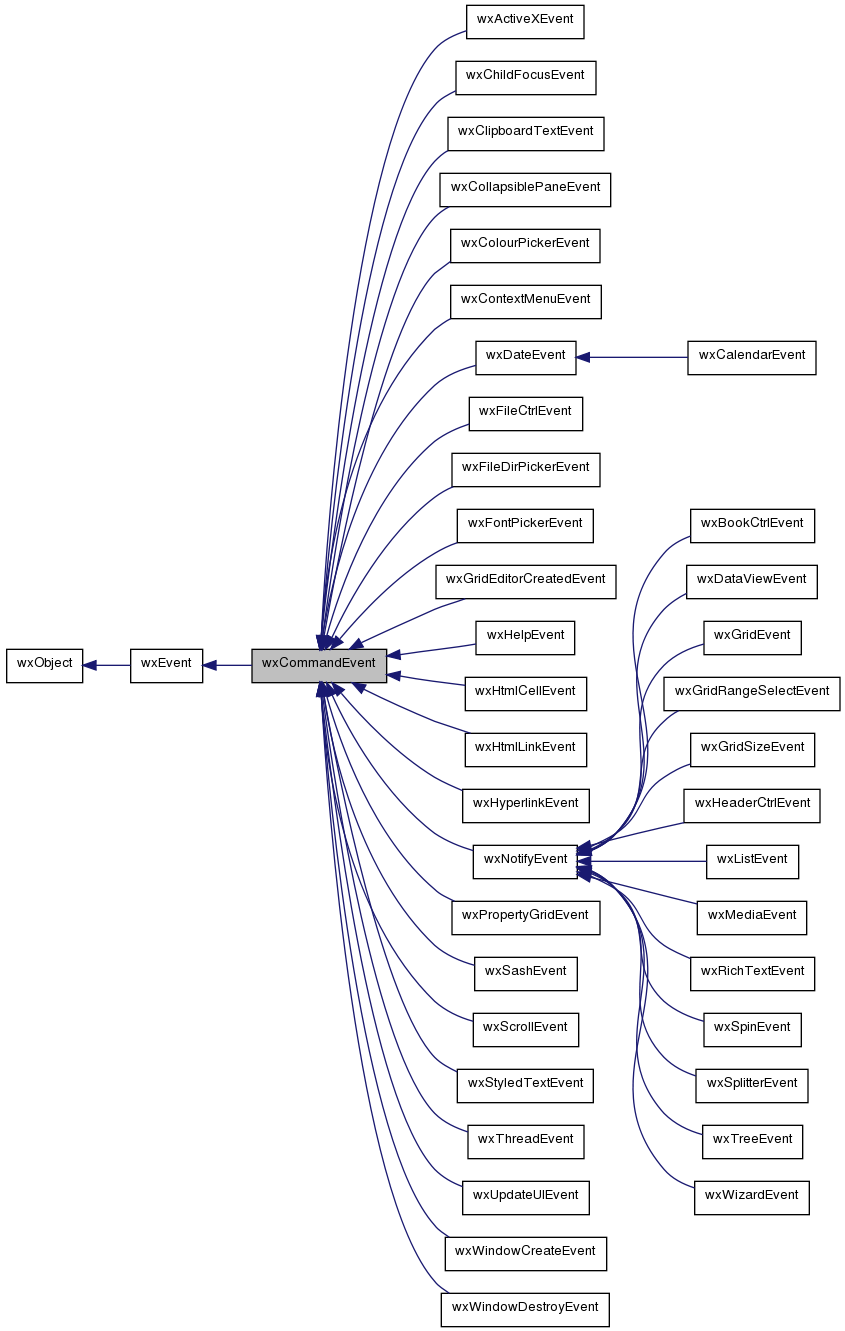 wxActiveXEvent
wxChildFocusEvent
wxClipboardTextEvent
wxCollapsiblePaneEvent
wxColourPickerEvent
wxContextMenuEvent
wxDateEvent
wxCalendarEvent
wxFileCtrlEvent
wxFileDirPickerEvent
wxFontPickerEvent
wxBookCtrlEvent
wxGridEditorCreatedEvent
wxDataViewEvent
wxHelpEvent
wxGridEvent
wxObject
wxEvent
wxCommandEvent
wxHtmlCellEvent
wxGridRangeSelectEvent
wxHtmlLinkEvent
wxGridSizeEvent
wxHyperlinkEvent
wxHeaderCtrlEvent
wxNotifyEvent
wxListEvent
wxPropertyGridEvent
wxMediaEvent
wxSashEvent
wxRichTextEvent
wxScrollEvent
wxSpinEvent
wxStyledTextEvent
wxSplitterEvent
wxThreadEvent
wxTreeEvent
wxUpdateUIEvent
wxWizardEvent
wxWindowCreateEvent
wxWindowDestroyEvent